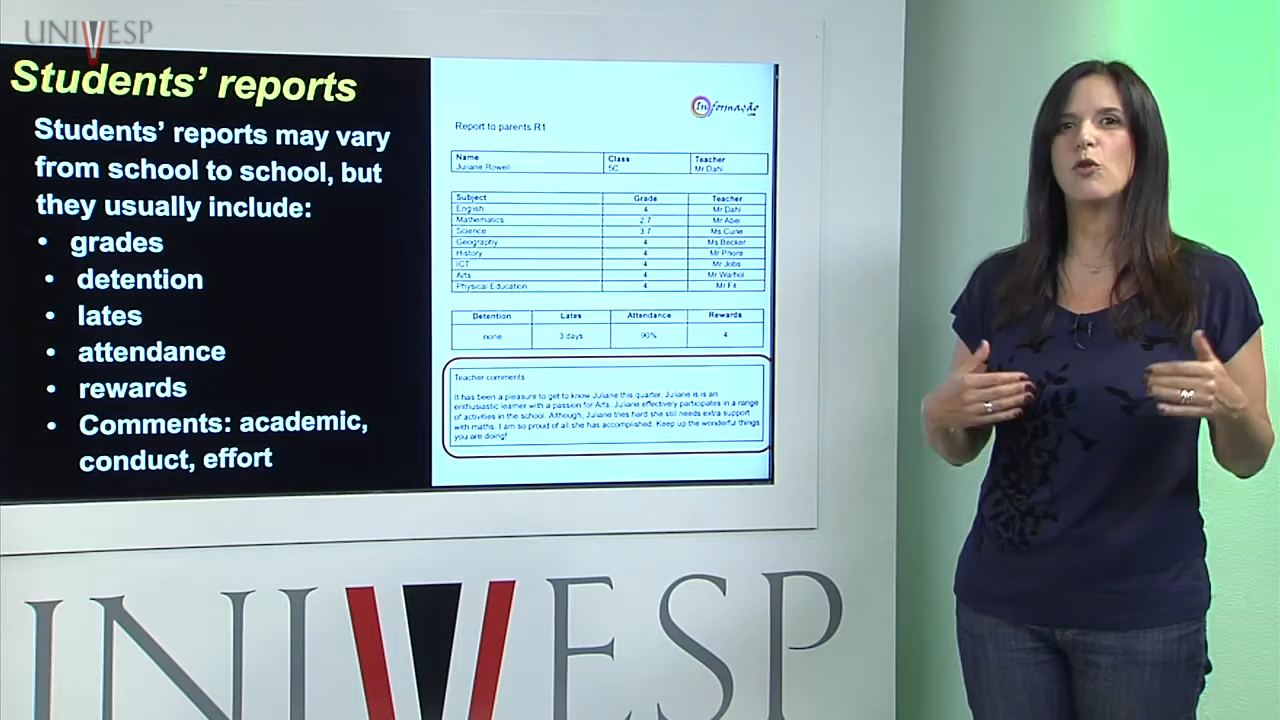 UNIVESP
Students' reports
Students' reports may vary
from school to school, but
they usually include:
• grades
• detention
• lates
• attendance
• rewards
• Comments: academic,
conduct, effort
Informação
Report to parents R1
Name Class Teacher
Juliane Rowell 5C Mr Dahl
Subject Grade Teacher
English 4 Mr Dahl
Mathematics 2.7 Mr Abel
Science 3.7 Ms Curie
Geography 4 Ms Becker
History 4 Mr Priore
ICT 4 Mr Jobs
Arts 4 Mr Warhol
Physical Education 4 Mr Fit
Detention Lates Attendance Rewards
none 3 days 90% 4
Teacher comments
It has been a pleasure to get to know Juliane this quarter. Juliane is is an
enthusiastic learner with a passion for Arts. Juliane effectively participates in a range
of activities in the school. Although, Juliane tries hard she still needs extra support
with maths. I am so proud of all she has accomplished. Keep up the wonderful things
you are doing!
UNIVESP